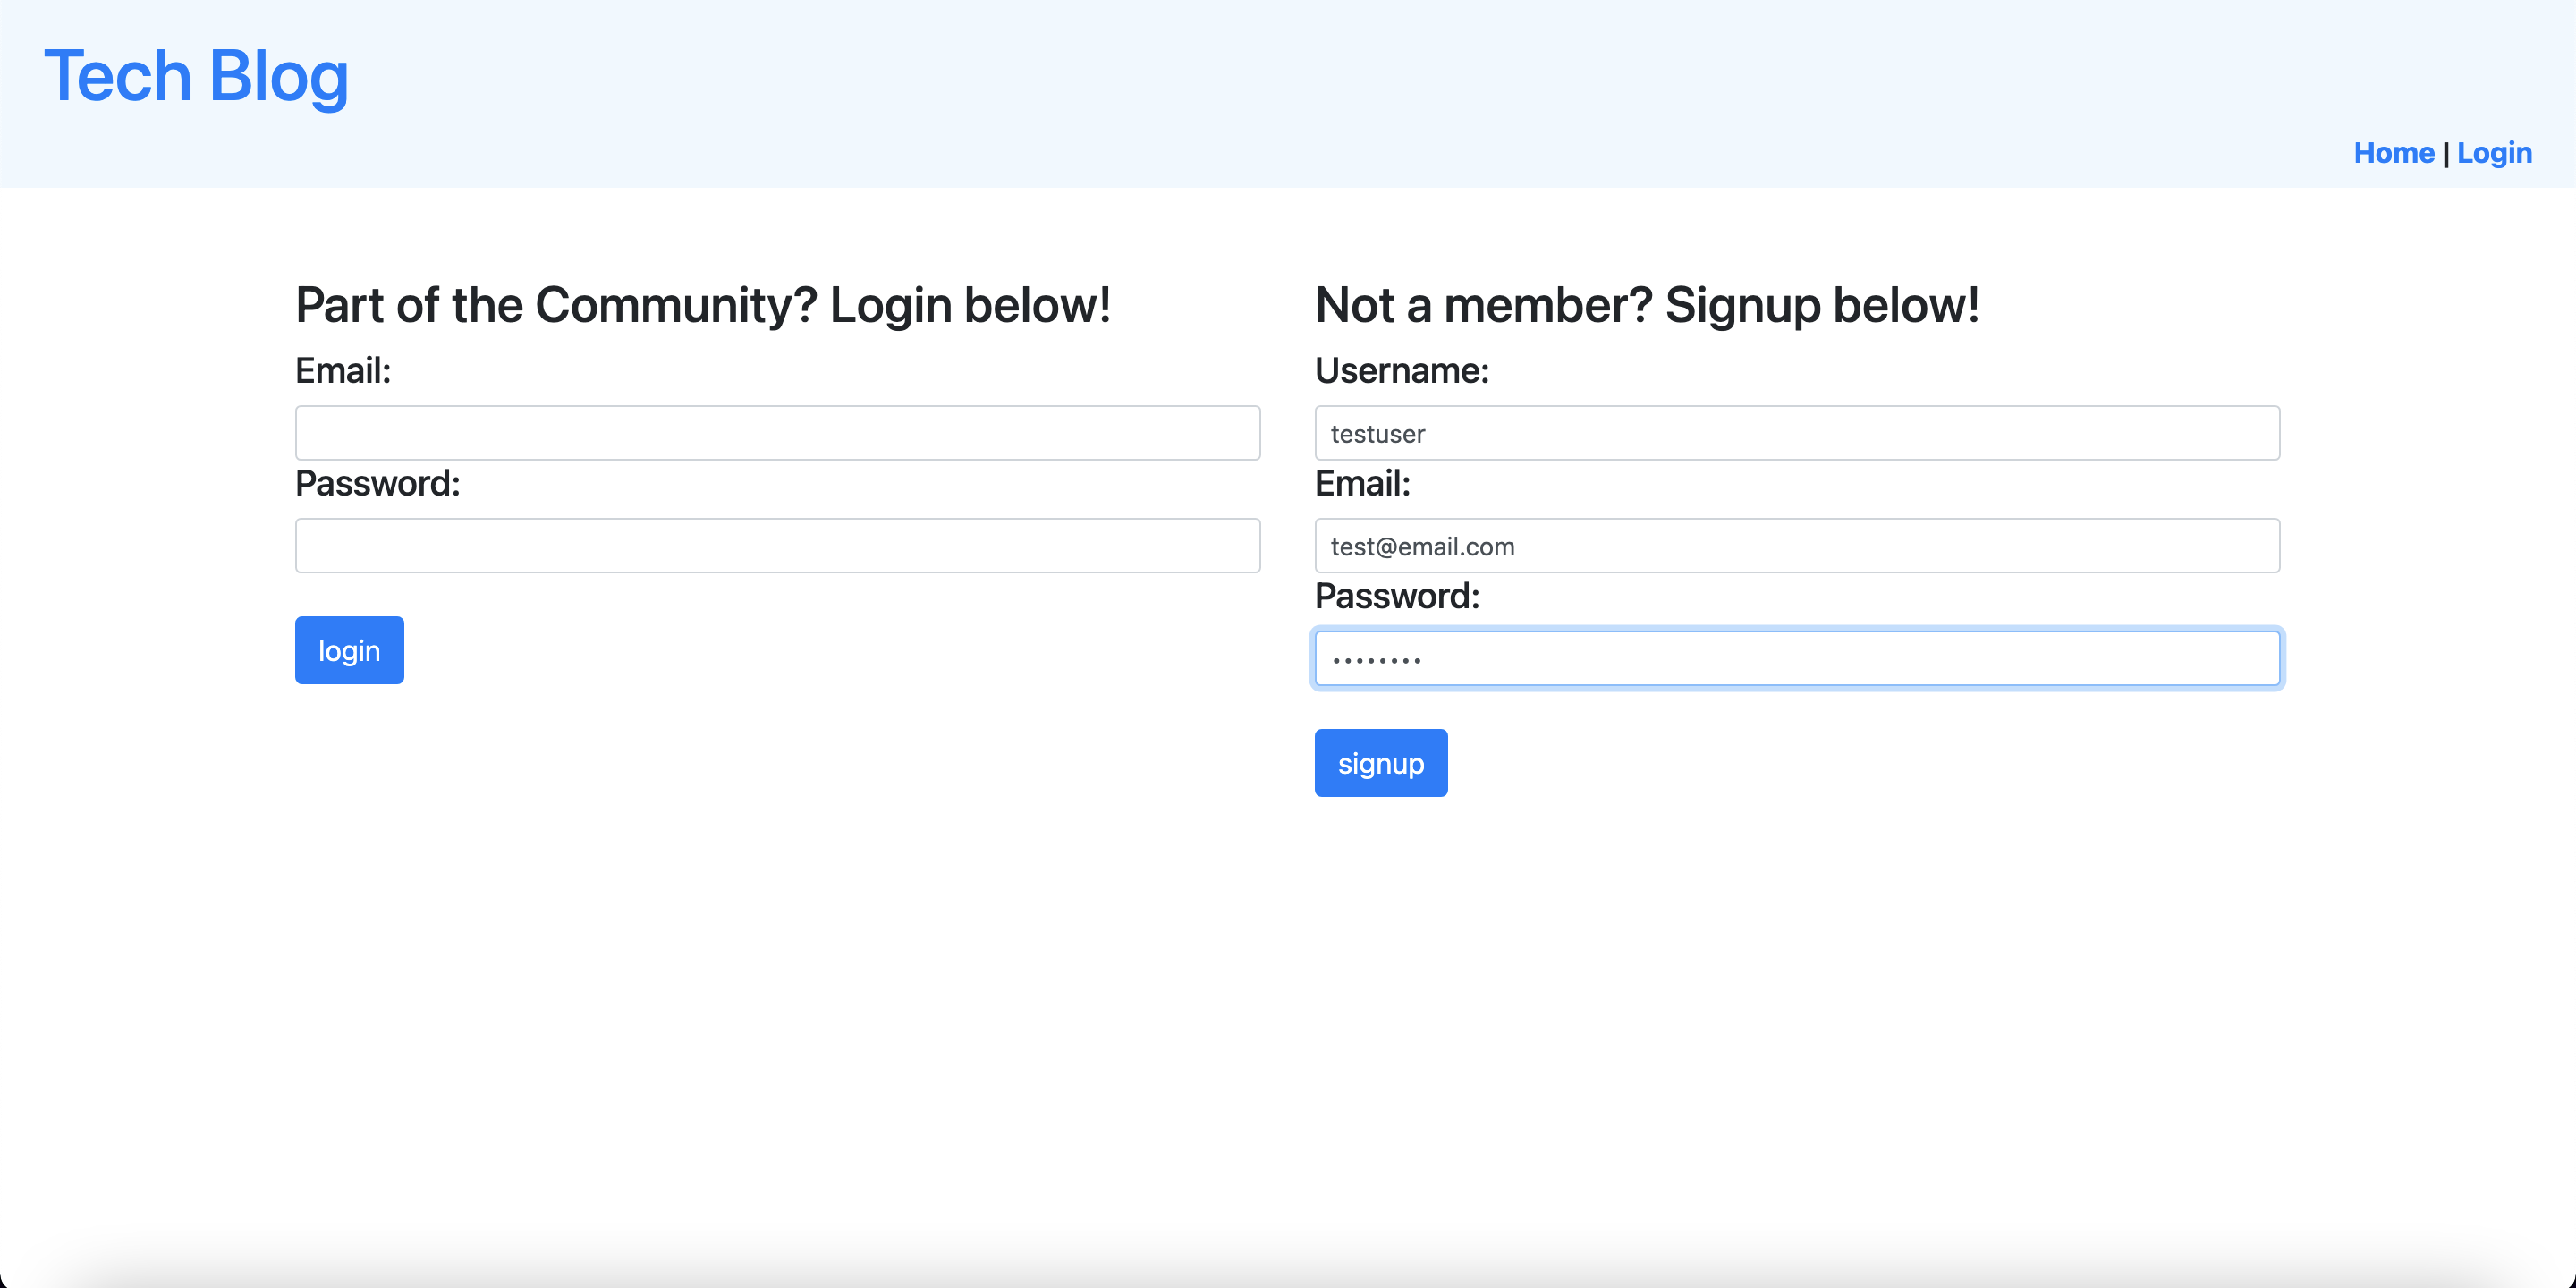 Tech Blog
Home | Login
Part of the Community? Login below!
Email:
Password:
login
Not a member? Signup below!
Username:
testuser
Email:
test@email.com
Password:
••••••••
signup